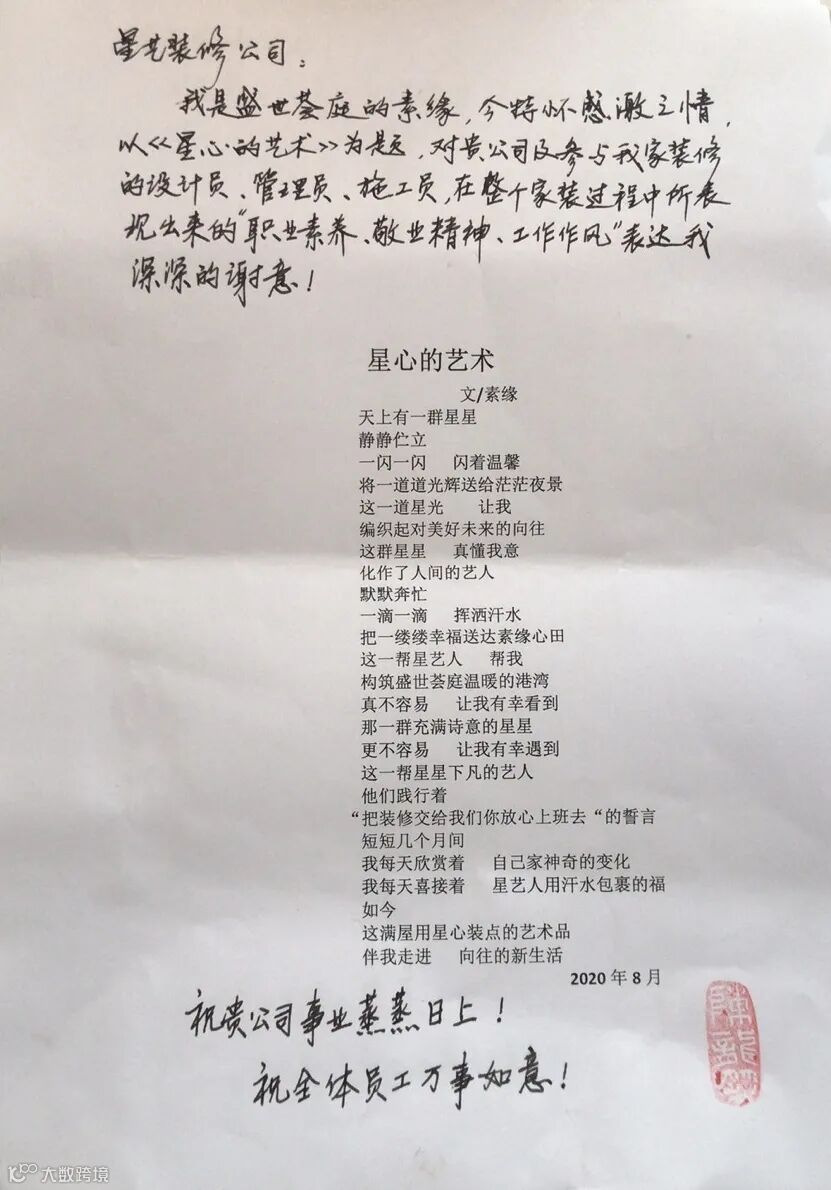 星艺装修公司：
我是盛世荟庭的素缘，今特怀感激之情，
以《星心的艺术》为题，对贵公司及参与我家装修
的设计员、管理员、施工员，在整个家装过程中所表
现出来的“职业素养、敬业精神、工作作风”表达我
深深的谢意！
星心的艺术
文/素缘
天上有一群星星
静静伫立
一闪一闪 闪着温馨
将一道道光辉送给茫茫夜景
这一道星光 让我
编织起对美好未来的向往
这群星星 真懂我意
化作了人间的艺人
默默奔忙
一滴一滴 挥洒汗水
把一缕缕幸福送达素缘心田
这一帮星艺人 帮我
构筑盛世荟庭温暖的港湾
真不容易 让我有幸看到
那一群充满诗意的星星
更不容易 让我有幸遇到
这一帮星星下凡的艺人
他们践行着
“把装修交给我们你放心上班去“的誓言
短短几个月间
我每天欣赏着 自己家神奇的变化
我每天喜接着 星艺人用汗水包裹的福
如今
这满屋用星心装点的艺术品
伴我走进 向往的新生活
2020 年 8 月
祝贵公司事业蒸蒸日上！
祝全体员工万事如意！
大数跨境